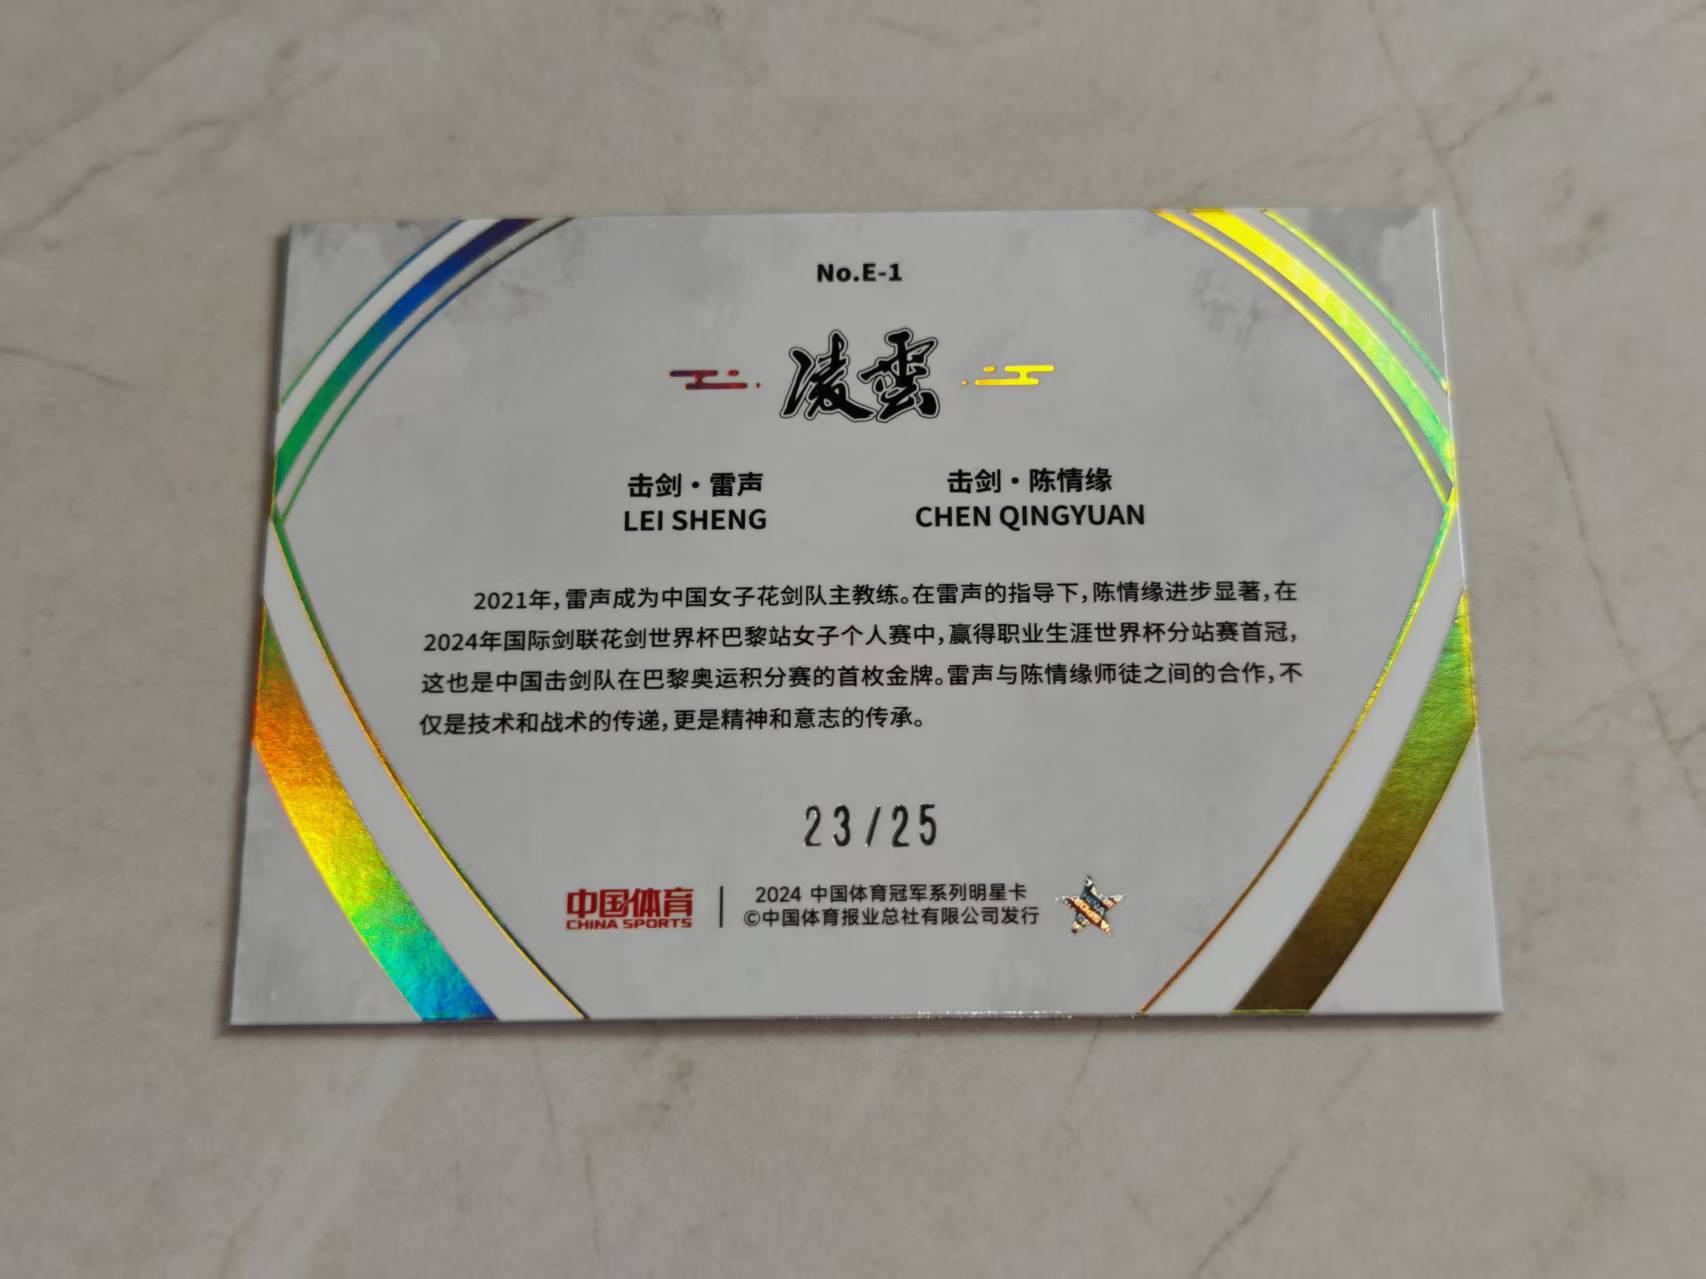 No.E-1
凌雲
击剑·雷声
LEI SHENG
击剑·陈情缘
CHEN QINGYUAN
2021年,雷声成为中国女子花剑队主教练。在雷声的指导下,陈情缘进步显著,在
2024年国际剑联花剑世界杯巴黎站女子个人赛中,赢得职业生涯世界杯分站赛首冠,
这也是中国击剑队在巴黎奥运积分赛的首枚金牌。雷声与陈情缘师徒之间的合作,不
仅是技术和战术的传递,更是精神和意志的传承。
23/25
中国体育
CHINA SPORTS
2024 中国体育冠军系列明星卡
©中国体育报业总社有限公司发行